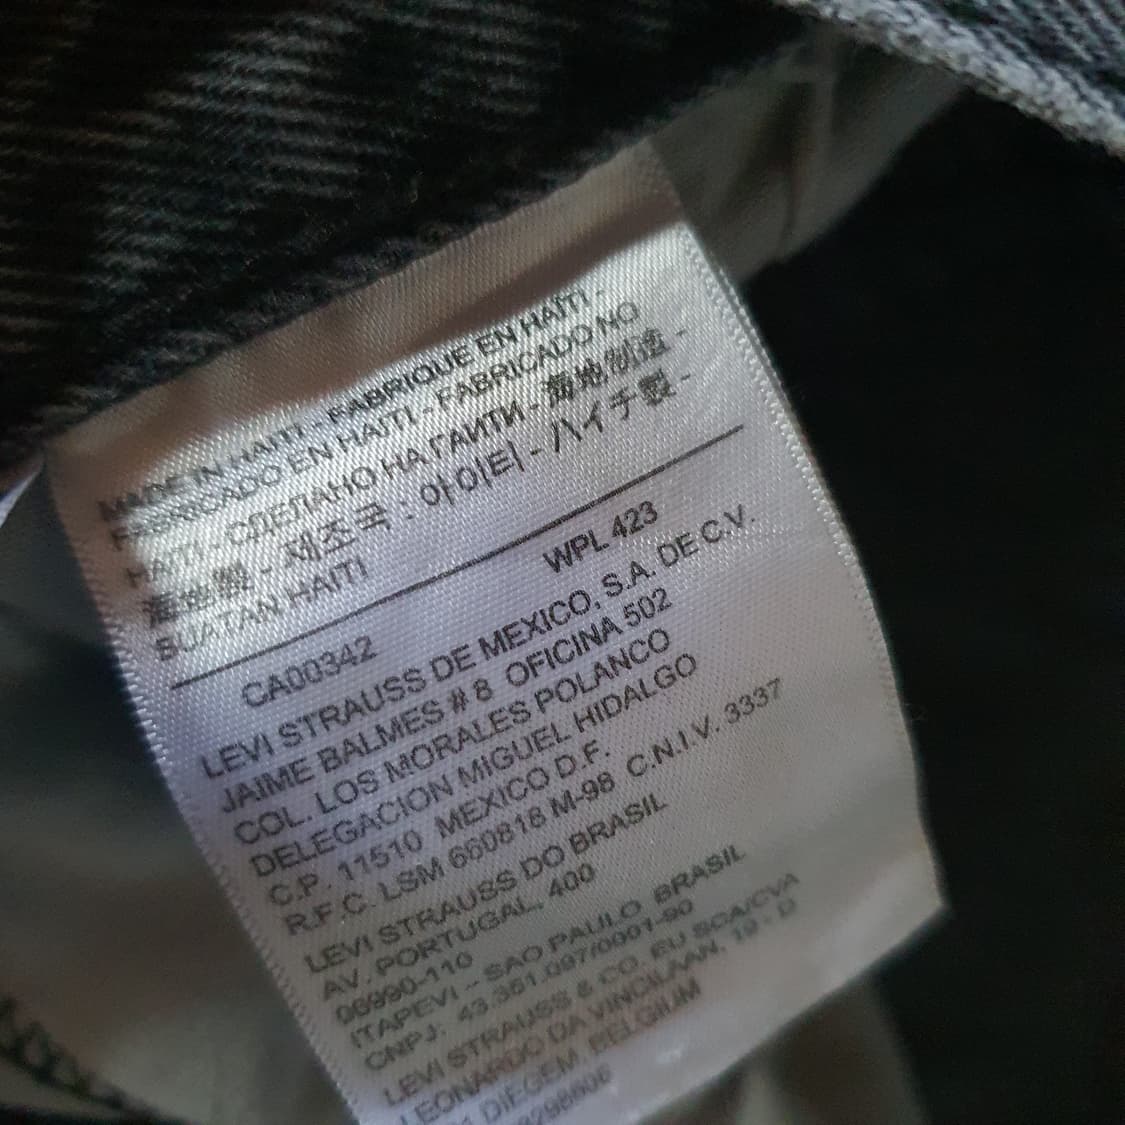 MADE IN HAITI - FABRIQUE EN HAÏTI -
FABRICADO EN HAITI - FABRICADO NO
HAITI - СДЕЛАНО НА ГАИТИ - 海地制造 -
海地製 - 제조국 : 아이티 - ハイチ製 -
BUATAN HAITI
CA00342 WPL 423
LEVI STRAUSS DE MEXICO, S.A. DE C.V.
JAIME BALMES # 8 OFICINA 502
COL. LOS MORALES POLANCO
DELEGACION MIGUEL HIDALGO
C.P. 11510 MEXICO D.F.
R.F.C. LSM 660818 M-98 C.N.I.V. 3337
LEVI STRAUSS DO BRASIL
AV. PORTUGAL, 400
06690-110
ITAPEVI - SAO PAULO BRASIL
CNPJ: 43.351.097/0001-90
LEVI STRAUSS & CO. EU BCA/CVA
LEONARDO DA VINCILAAN, 19 - D
DIEGEM BELGIUM